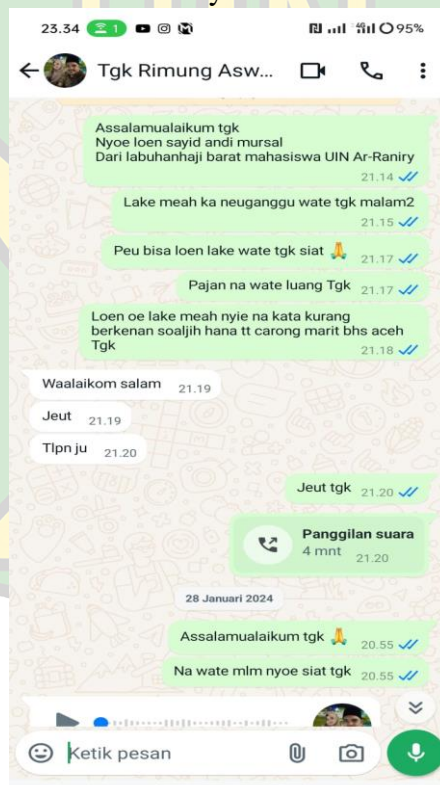 23.34 1 95%
Tgk Rimung Asw...
Assalamualaikum tgk
Nyoe loen sayid andi mursal
Dari labuhanhaji barat mahasiswa UIN Ar-Raniry
21.14
Lake meah ka neuganggu wate tgk malam2
21.15
Peu bisa loen lake wate tgk siat 🙏 21.17
Pajan na wate luang Tgk 21.17
Loen oe lake meah nyie na kata kurang
berkenan soaljih hana tt carong marit bhs aceh
Tgk
21.18
Waalaikom salam 21.19
Jeut 21.19
Tlpn ju 21.20
Jeut tgk 21.20
Panggilan suara
4 mnt 21.20
28 Januari 2024
Assalamualaikum tgk 🙏 20.55
Na wate mlm nyoe siat tgk 20.55
Ketik pesan